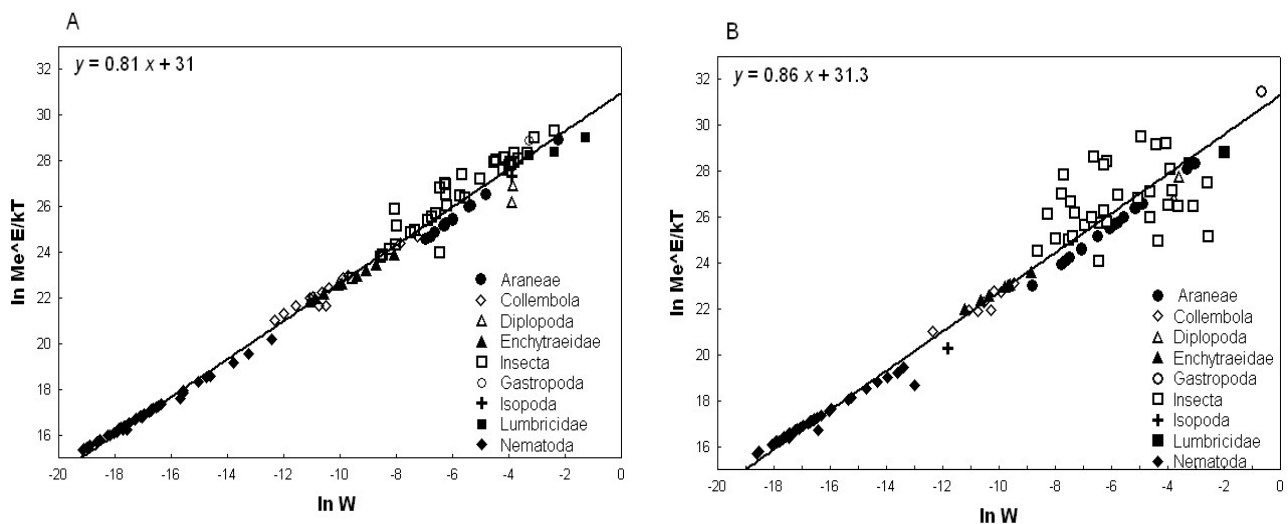 A
y = 0.81 x + 31
ln Me^E/kT
32
30
28
26
24
22
20
18
16
-20
-18
-16
-14
-12
-10
-8
-6
-4
-2
0
ln W
Araneae
Collembola
Diplopoda
Enchytraeidae
Insecta
Gastropoda
Isopoda
Lumbricidae
Nematoda
B
y = 0.86 x + 31.3
ln Me^E/kT
32
30
28
26
24
22
20
18
16
-20
-18
-16
-14
-12
-10
-8
-6
-4
-2
0
ln W
Araneae
Collembola
Diplopoda
Enchytraeidae
Gastropoda
Insecta
Isopoda
Lumbricidae
Nematoda